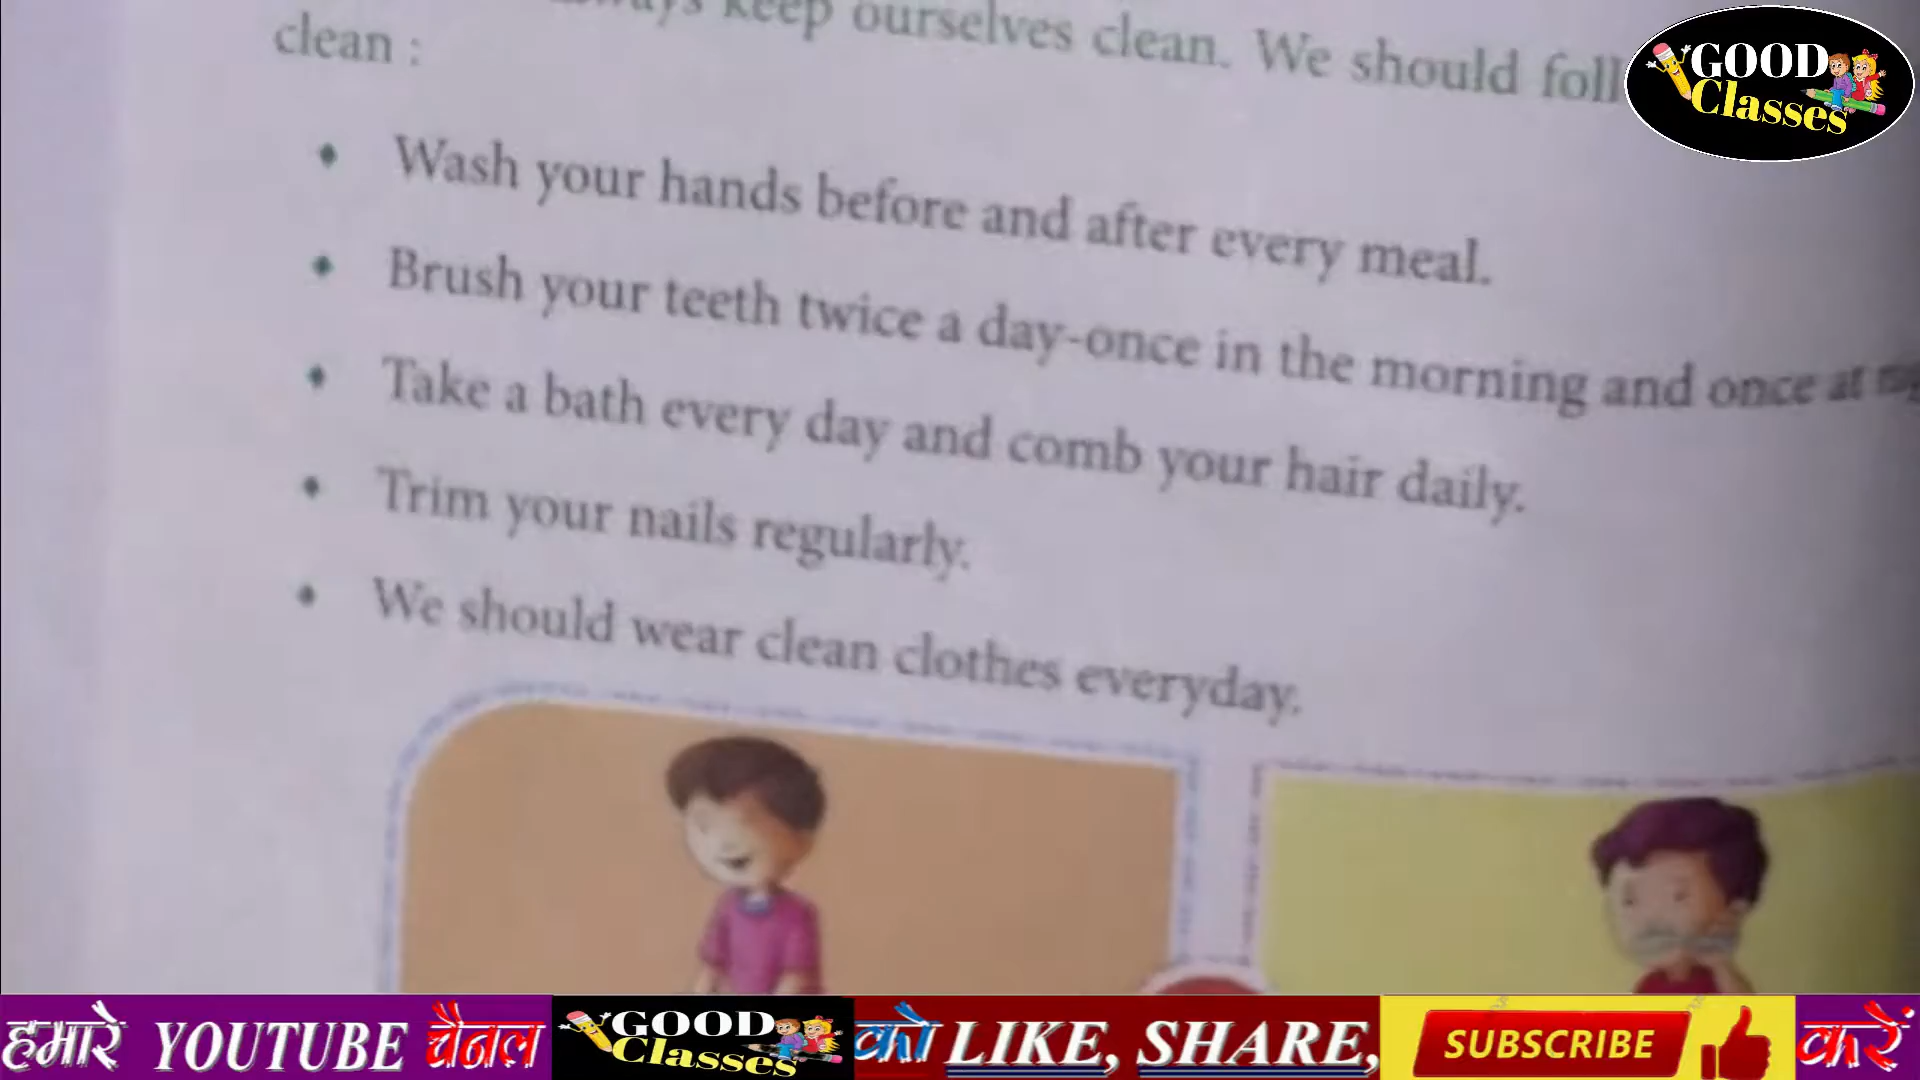 always keep ourselves clean. We should
clean :
♦ Wash your hands before and after every meal.
♦ Brush your teeth twice a day-once in the morning and once at
♦ Take a bath every day and comb your hair daily.
♦ Trim your nails regularly.
♦ We should wear clean clothes everyday.
GOOD
Classes
हमारे YOUTUBE चैनल GOOD Classes को LIKE, SHARE, SUBSCRIBE करें